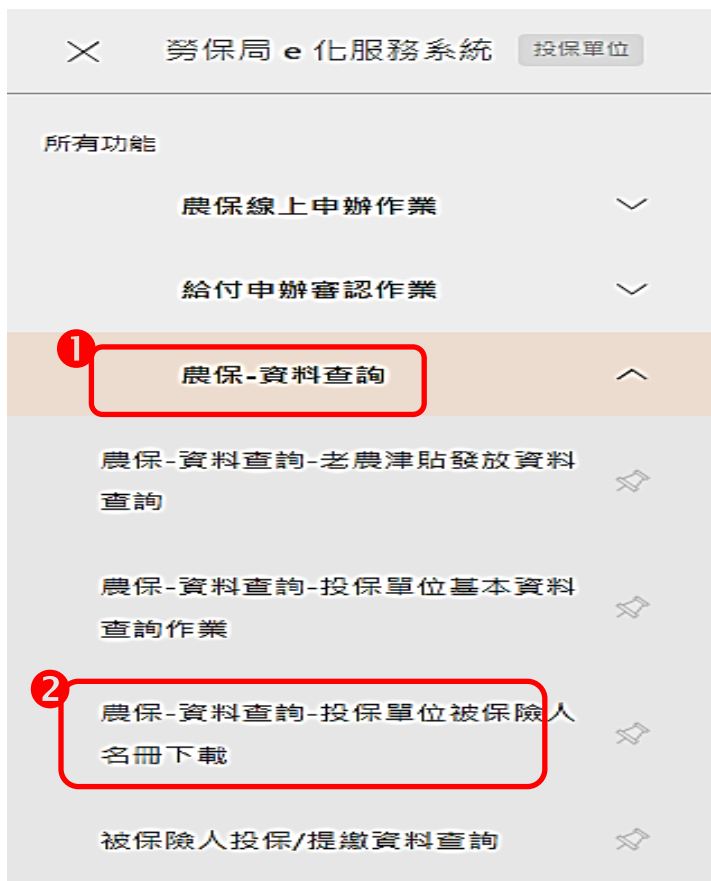 勞保局 e 化服務系統 投保單位
所有功能
農保線上申辦作業
給付申辦審認作業
1
農保-資料查詢
農保-資料查詢-老農津貼發放資料
查詢
農保-資料查詢-投保單位基本資料
查詢作業
2
農保-資料查詢-投保單位被保險人
名冊下載
被保險人投保/提繳資料查詢